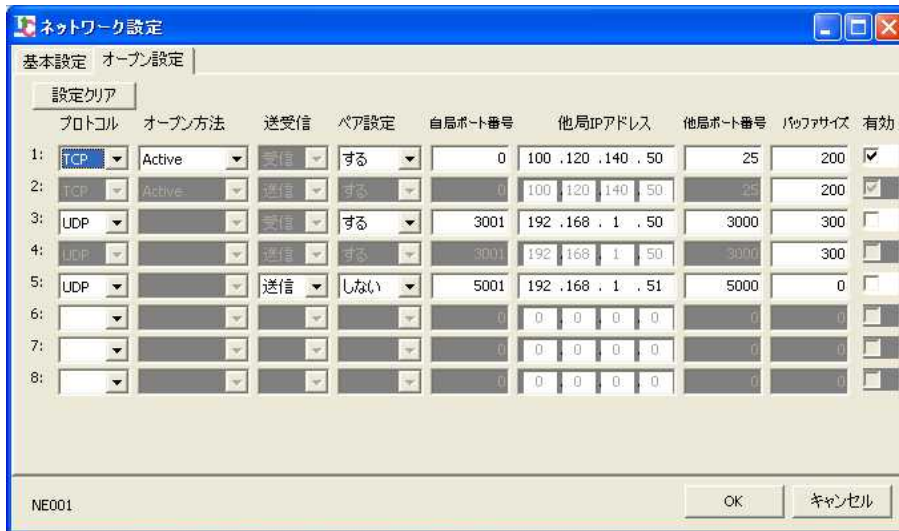 ネットワーク設定
基本設定 オープン設定
設定クリア
プロトコル オープン方法 送受信 ペア設定 自局ポート番号 他局IPアドレス 他局ポート番号 バッファサイズ 有効
1: TCP Active 受信 する 0 100 .120 .140 . 50 25 200
2: TCP Active 送信 する 0 100 .120 .140 . 50 25 200
3: UDP 受信 する 3001 192 .168 . 1 . 50 3000 300
4: UDP 送信 する 3001 192 .168 . 1 . 50 3000 300
5: UDP 送信 しない 5001 192 .168 . 1 . 51 5000 0
6: 0 0 . 0 . 0 . 0 0 0
7: 0 0 . 0 . 0 . 0 0 0
8: 0 0 . 0 . 0 . 0 0 0
NE001 OK キャンセル